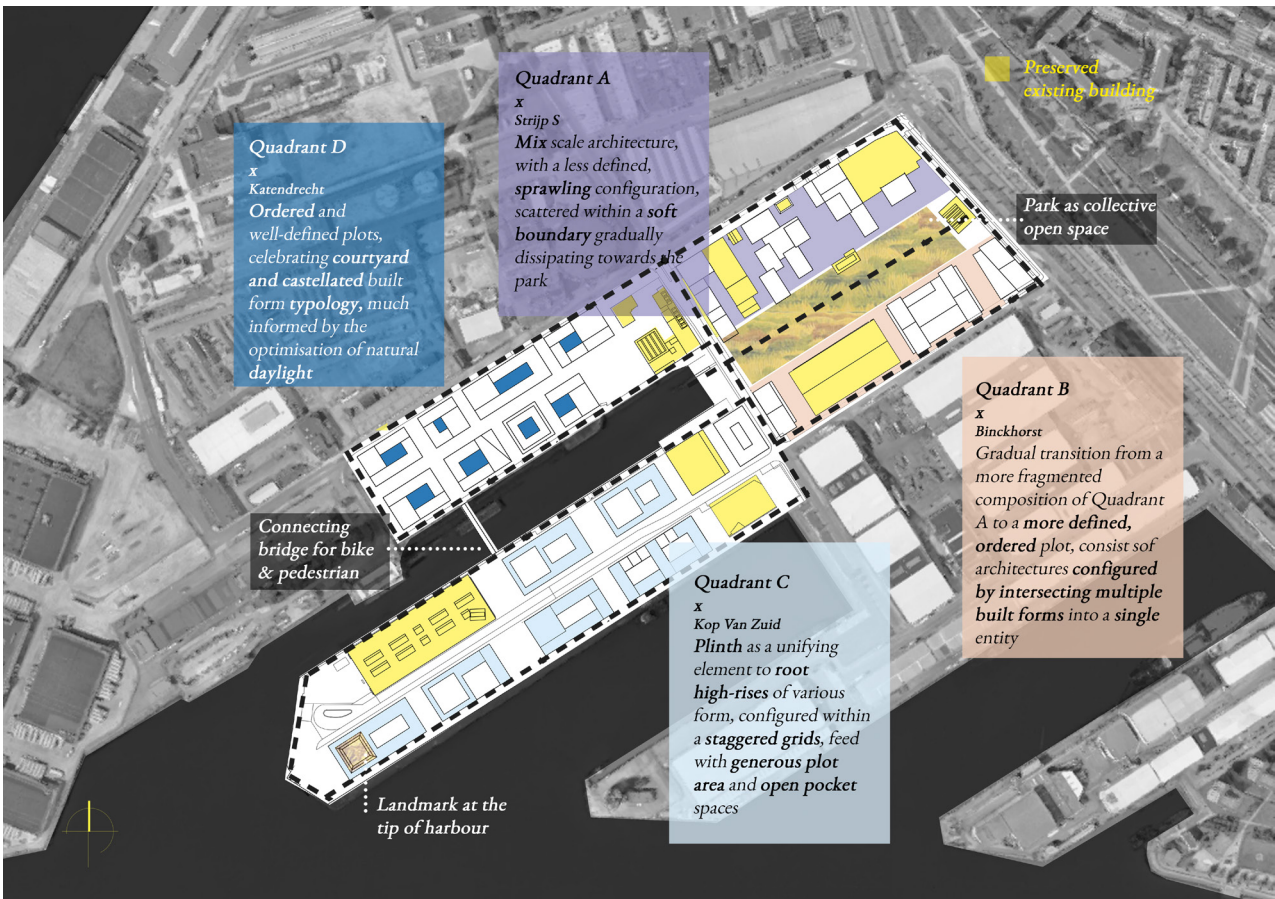 Quadrant A
x
Strijp S
Mix scale architecture,
with a less defined,
sprawling configuration,
scattered within a soft
boundary gradually
dissipating towards the
park
Preserved
existing building
Quadrant D
x
Katendrecht
Ordered and
well-defined plots,
celebrating courtyard
and castellated built
form typology, much
informed by the
optimisation of natural
daylight
Park as collective
open space
Quadrant B
x
Binckhorst
Gradual transition from a
more fragmented
composition of Quadrant
A to a more defined,
ordered plot, consist sof
architectures configured
by intersecting multiple
built forms into a single
entity
Connecting
bridge for bike
& pedestrian
Quadrant C
x
Kop Van Zuid
Plinth as a unifying
element to root
high-rises of various
form, configured within
a staggered grids, feed
with generous plot
area and open pocket
spaces
Landmark at the
tip of harbour